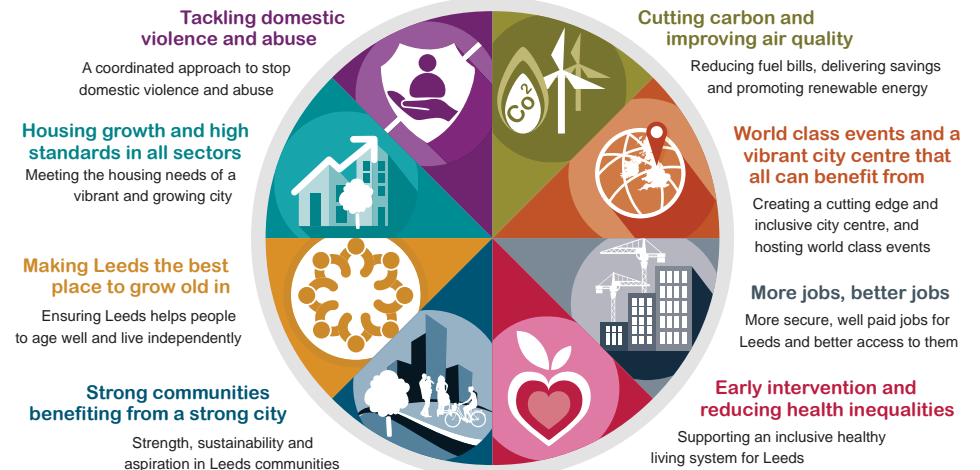 Tackling domestic
violence and abuse
A coordinated approach to stop
domestic violence and abuse
Housing growth and high
standards in all sectors
Meeting the housing needs of a
vibrant and growing city
Making Leeds the best
place to grow old in
Ensuring Leeds helps people
to age well and live independently
Strong communities
benefiting from a strong city
Strength, sustainability and
aspiration in Leeds communities
CO2
Cutting carbon and
improving air quality
Reducing fuel bills, delivering savings
and promoting renewable energy
World class events and a
vibrant city centre that
all can benefit from
Creating a cutting edge and
inclusive city centre, and
hosting world class events
More jobs, better jobs
More secure, well paid jobs for
Leeds and better access to them
Early intervention and
reducing health inequalities
Supporting an inclusive healthy
living system for Leeds